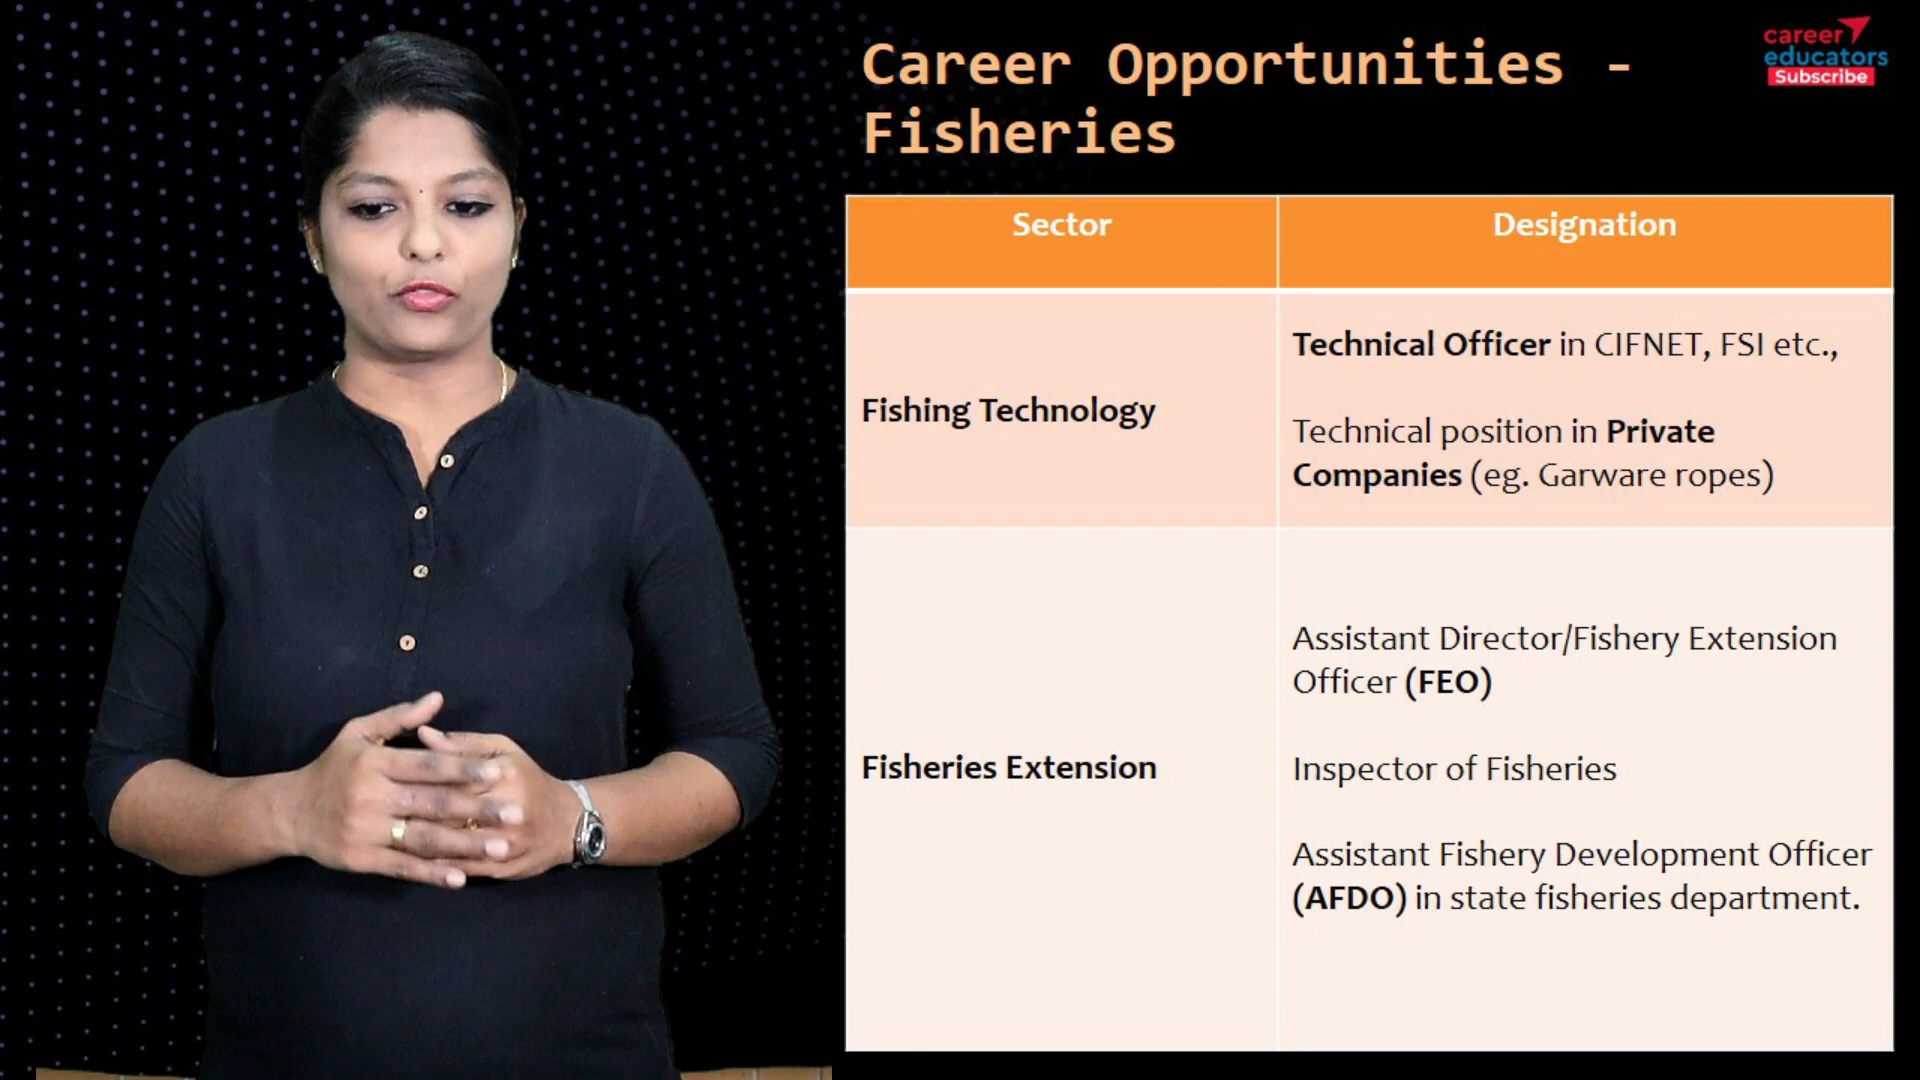 Career Opportunities -
Fisheries
career
educators
Subscribe
Sector
Designation
Fishing Technology
Technical Officer in CIFNET, FSI etc.,
Technical position in Private
Companies (eg. Garware ropes)
Fisheries Extension
Assistant Director/Fishery Extension
Officer (FEO)
Inspector of Fisheries
Assistant Fishery Development Officer
(AFDO) in state fisheries department.